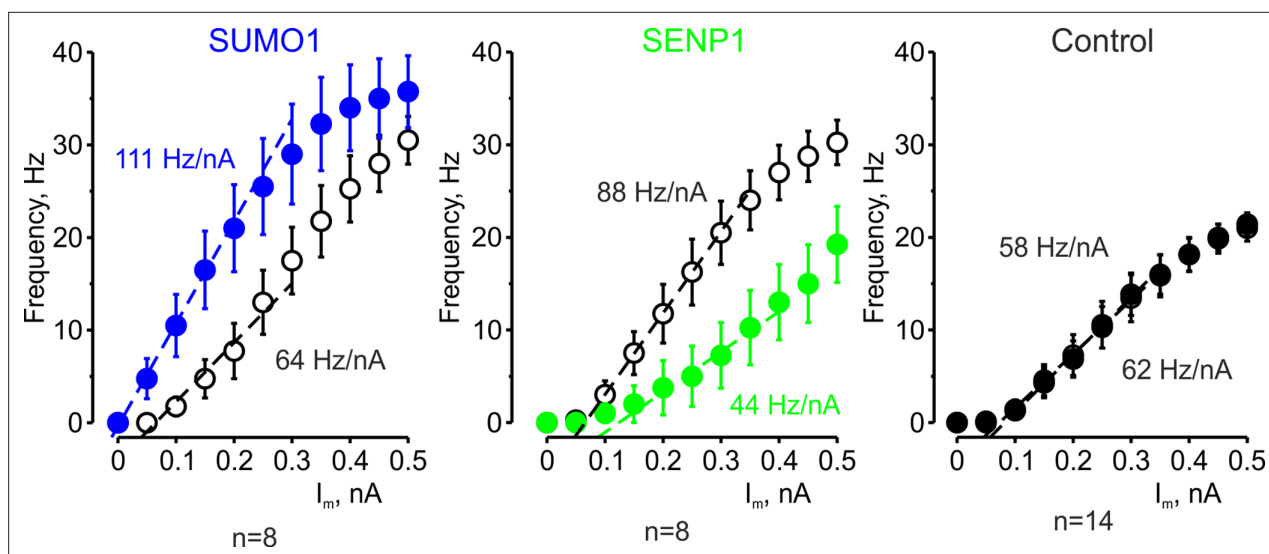 SUMO1
40
30
20
10
0
Frequency, Hz
111 Hz/nA
64 Hz/nA
0 0.1 0.2 0.3 0.4 0.5
Im, nA
n=8
SENP1
40
30
20
10
0
Frequency, Hz
88 Hz/nA
44 Hz/nA
0 0.1 0.2 0.3 0.4 0.5
Im, nA
n=8
Control
40
30
20
10
0
Frequency, Hz
58 Hz/nA
62 Hz/nA
0 0.1 0.2 0.3 0.4 0.5
Im, nA
n=14